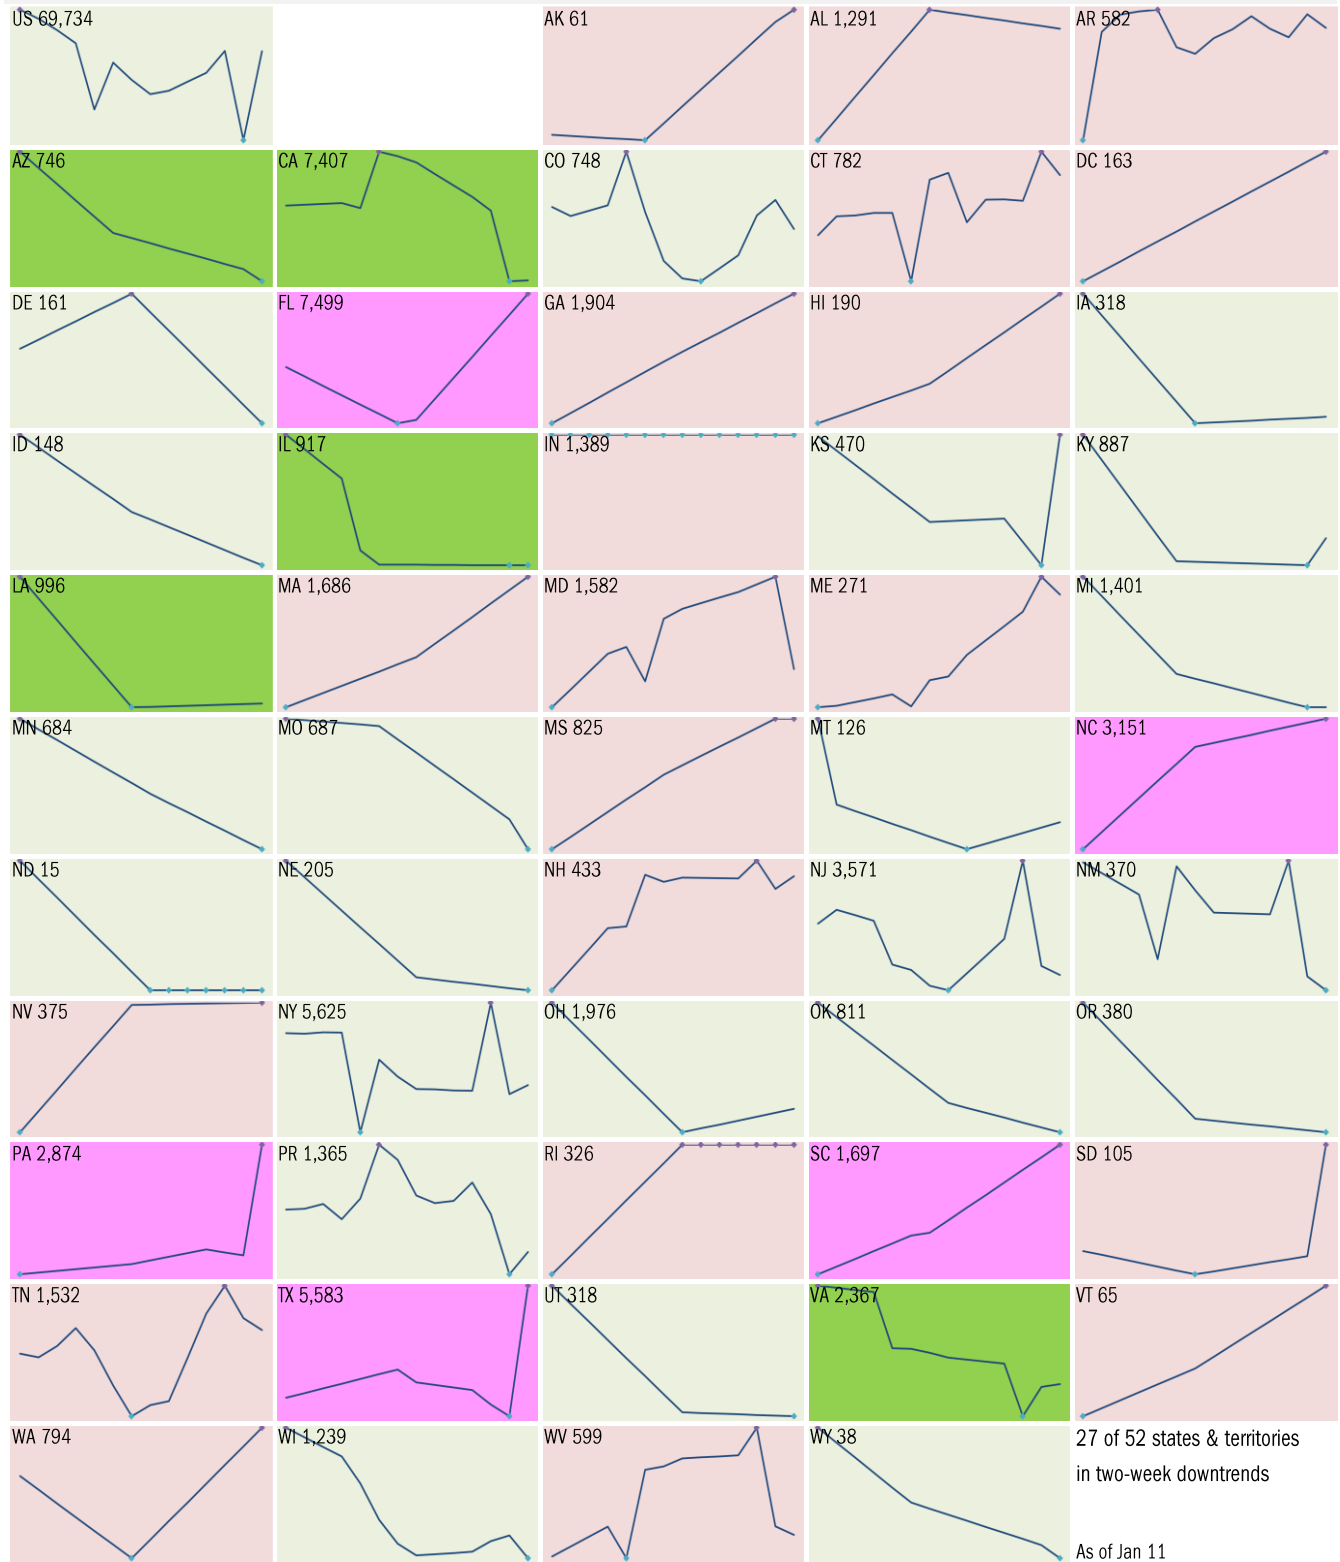 US 69,734
AK 61
AL 1,291
AR 582
AZ 746
CA 7,407
CO 748
CT 782
DC 163
DE 161
FL 7,499
GA 1,904
HI 190
IA 318
ID 148
IL 917
IN 1,389
KS 470
KY 887
LA 996
MA 1,686
MD 1,582
ME 271
MI 1,401
MN 684
MO 687
MS 825
MT 126
NC 3,151
ND 15
NE 205
NH 433
NJ 3,571
NM 370
NV 375
NY 5,625
OH 1,976
OK 811
OR 380
PA 2,874
PR 1,365
RI 326
SC 1,697
SD 105
TN 1,532
TX 5,583
UT 318
VA 2,367
VT 65
WA 794
WI 1,239
WV 599
WY 38
27 of 52 states & territories
in two-week downtrends
As of Jan 11